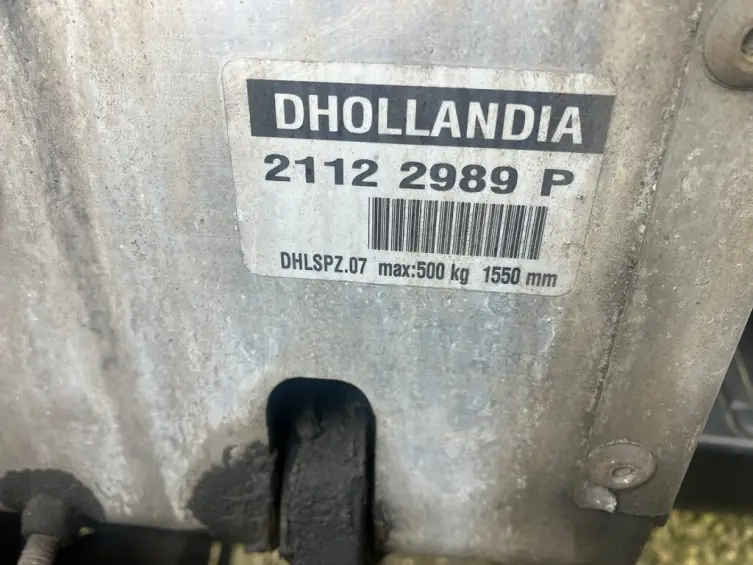 DHOLLANDIA
2112 2989 P
DHLSPZ.07 max:500 kg 1550 mm